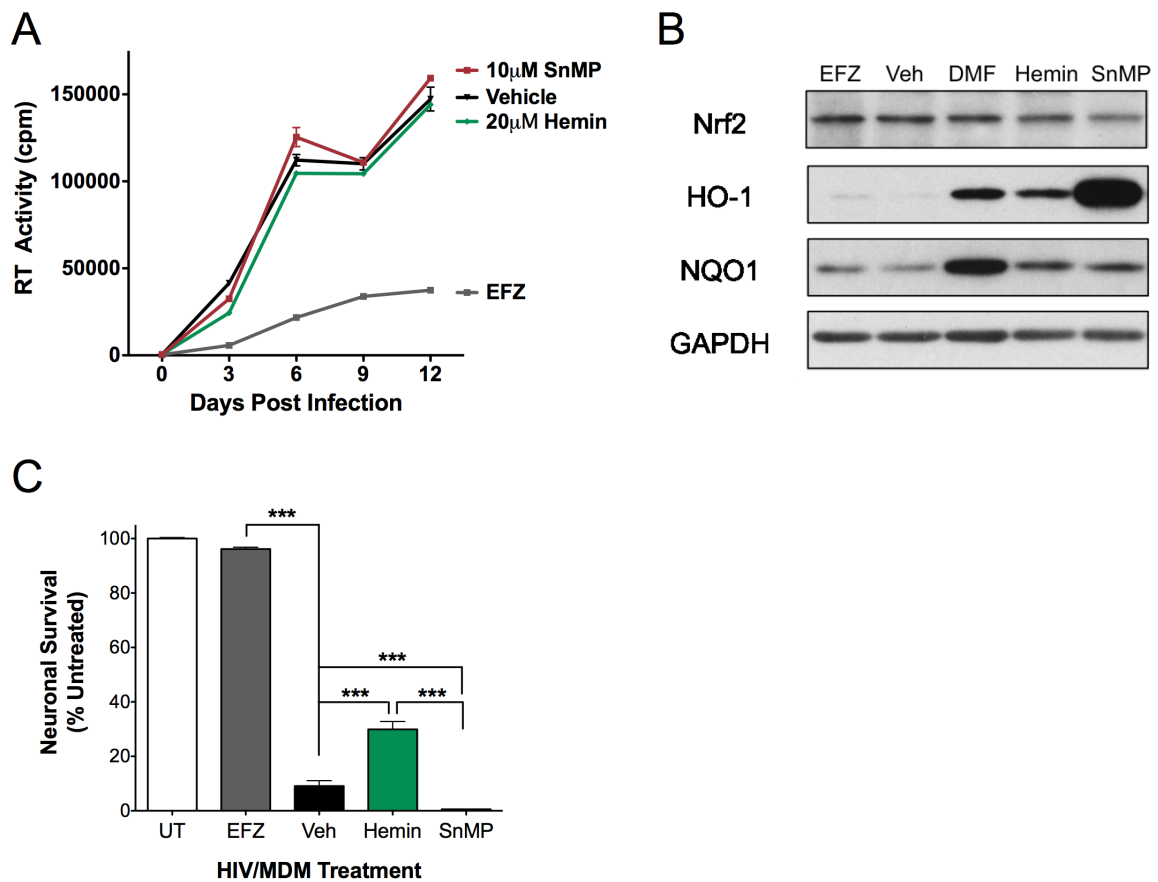 A
RT Activity (cpm)
150000
100000
50000
0
0 3 6 9 12
Days Post Infection
10μM SnMP
Vehicle
20μM Hemin
EFZ
B
EFZ Veh DMF Hemin SnMP
Nrf2
HO-1
NQO1
GAPDH
C
Neuronal Survival
(% Untreated)
100
80
60
40
20
0
***
***
*** ***
UT EFZ Veh Hemin SnMP
HIV/MDM Treatment